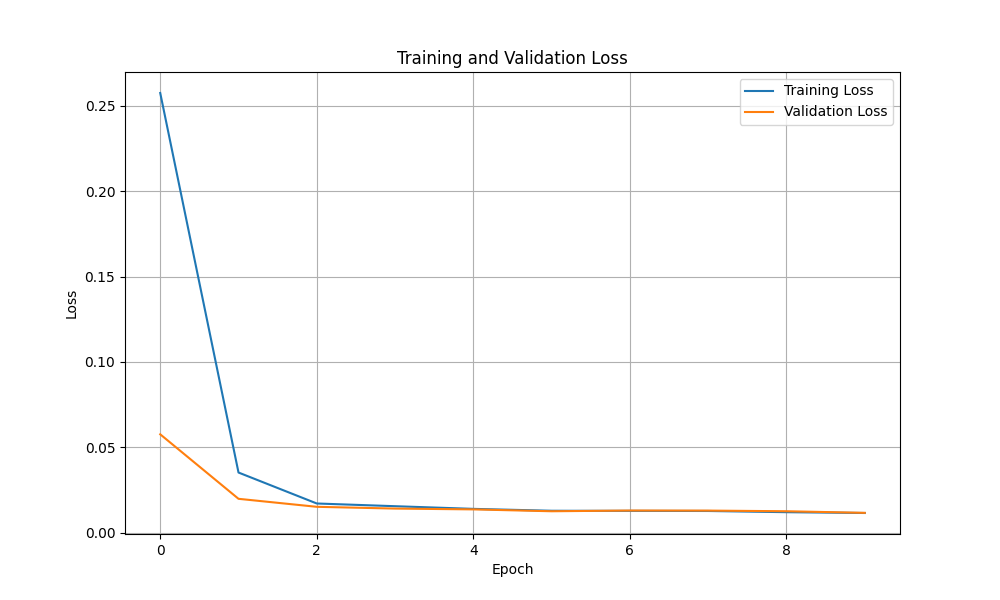 Training and Validation Loss
Training Loss
Validation Loss
0.25
0.20
0.15
0.10
0.05
0.00
Loss
0 2 4 6 8
Epoch